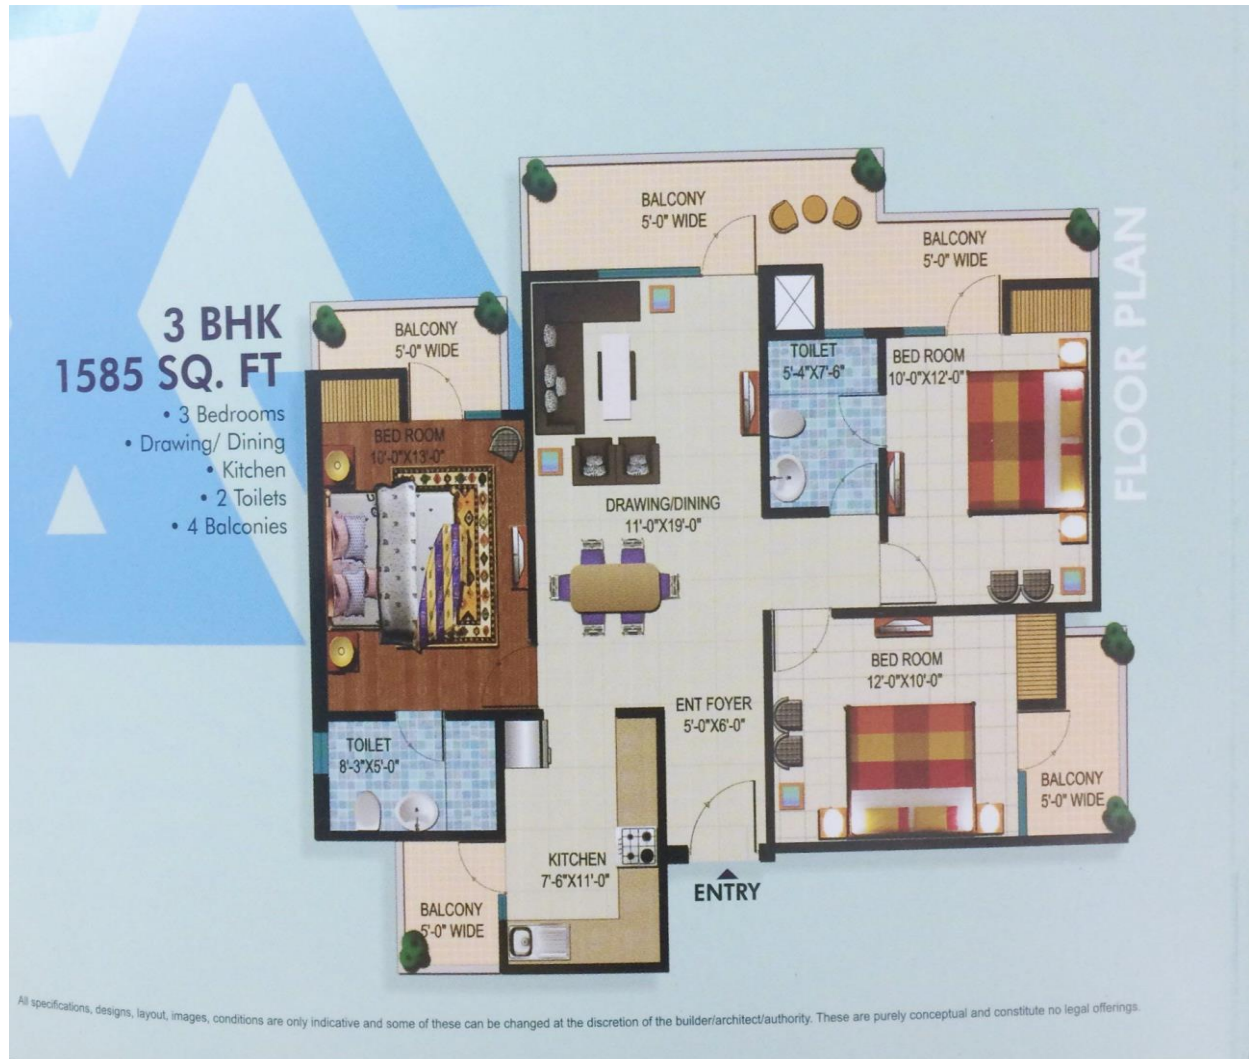 3 BHK
1585 SQ. FT
• 3 Bedrooms
• Drawing/ Dining
• Kitchen
• 2 Toilets
• 4 Balconies
BALCONY
5'-0" WIDE
BALCONY
5'-0" WIDE
BALCONY
5'-0" WIDE
TOILET
5'-4"X7'-6"
BED ROOM
10'-0"X12'-0"
BED ROOM
10'-0"X13'-0"
DRAWING/DINING
11'-0"X19'-0"
BED ROOM
12'-0"X10'-0"
ENT FOYER
5'-0"X6'-0"
TOILET
8'-3"X5'-0"
BALCONY
5'-0" WIDE
KITCHEN
7'-6"X11'-0"
ENTRY
BALCONY
5'-0" WIDE
FLOOR PLAN
All specifications, designs, layout, images, conditions are only indicative and some of these can be changed at the discretion of the builder/architect/authority. These are purely conceptual and constitute no legal offerings.